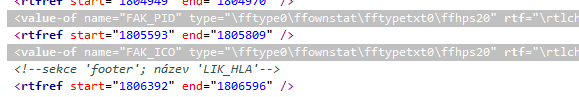 <rtfref start="1804949" end="1804970" />
<value-of name="FAK_PID" type="\fftype0\ffownstat\fftypetxt0\ffhps20" rtf="\rtlch
<rtfref start="1805593" end="1805809" />
<value-of name="FAK_ICO" type="\fftype0\ffownstat\fftypetxt0\ffhps20" rtf="\rtlch
<!--sekce 'footer'; název 'LIK_HLA'-->
<rtfref start="1806392" end="1806596" />